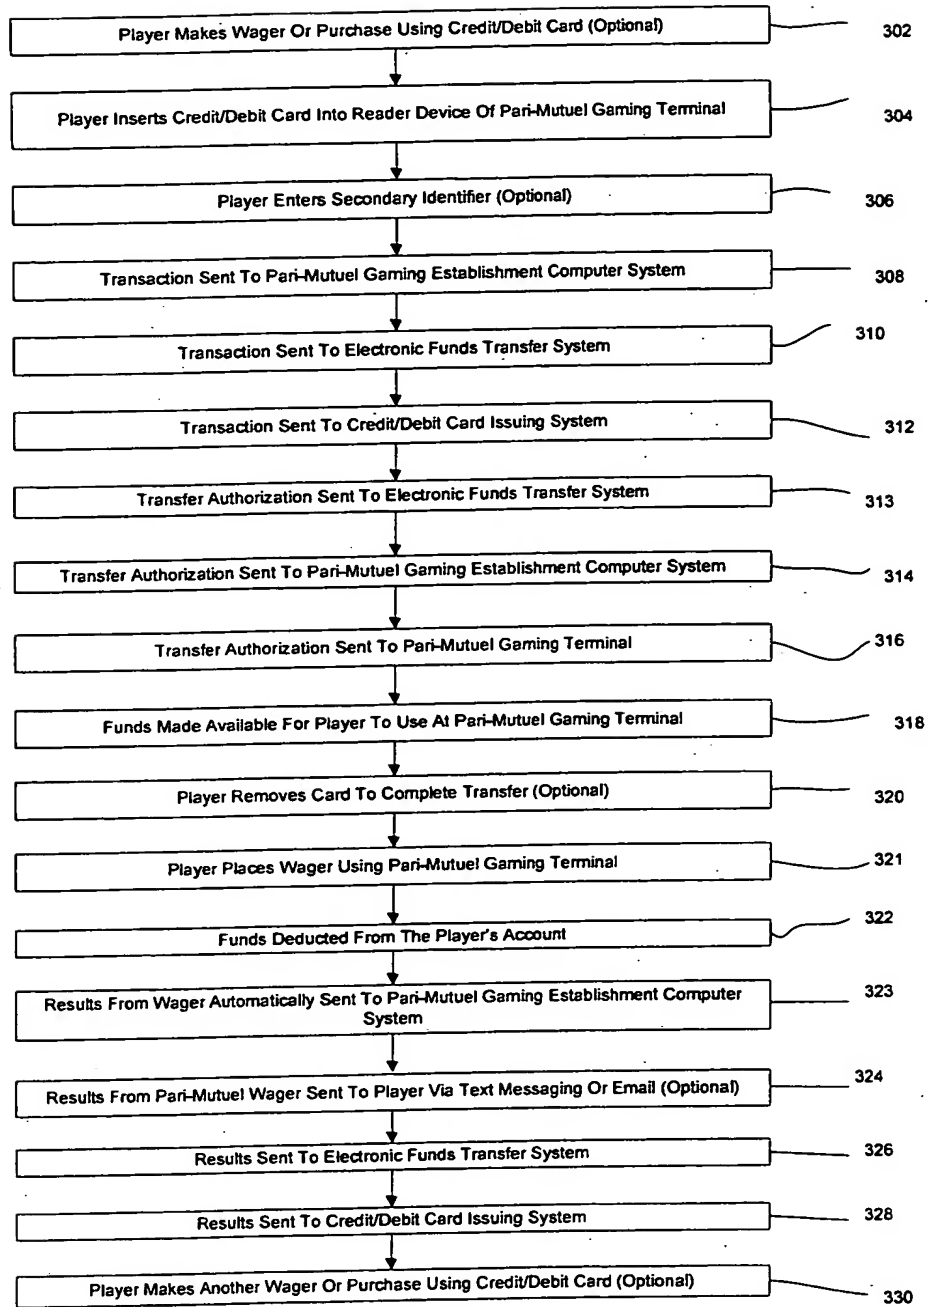 Player Makes Wager Or Purchase Using Credit/Debit Card (Optional)
302
Player Inserts Credit/Debit Card Into Reader Device Of Pari-Mutuel Gaming Terminal
304
Player Enters Secondary Identifier (Optional)
306
Transaction Sent To Pari-Mutuel Gaming Establishment Computer System
308
Transaction Sent To Electronic Funds Transfer System
310
Transaction Sent To Credit/Debit Card Issuing System
312
Transfer Authorization Sent To Electronic Funds Transfer System
313
Transfer Authorization Sent To Pari-Mutuel Gaming Establishment Computer System
314
Transfer Authorization Sent To Pari-Mutuel Gaming Terminal
316
Funds Made Available For Player To Use At Pari-Mutuel Gaming Terminal
318
Player Removes Card To Complete Transfer (Optional)
320
Player Places Wager Using Pari-Mutuel Gaming Terminal
321
Funds Deducted From The Player's Account
322
Results From Wager Automatically Sent To Pari-Mutuel Gaming Establishment Computer
System
323
Results From Pari-Mutuel Wager Sent To Player Via Text Messaging Or Email (Optional)
324
Results Sent To Electronic Funds Transfer System
326
Results Sent To Credit/Debit Card Issuing System
328
Player Makes Another Wager Or Purchase Using Credit/Debit Card (Optional)
330